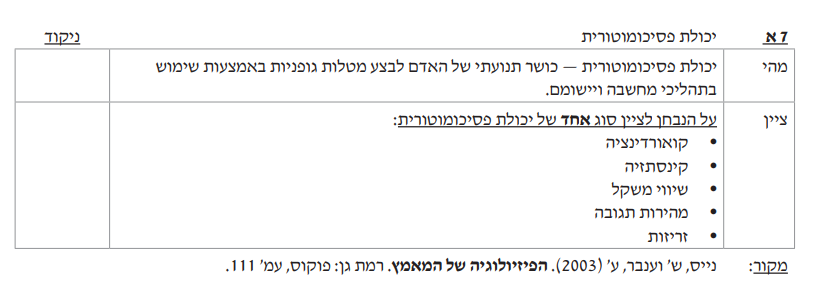 7 א יכולת פסיכומוטורית ניקוד
מהי יכולת פסיכומוטורית — כושר תנועתי של האדם לבצע מטלות גופניות באמצעות שימוש
בתהליכי מחשבה ויישומם.
ציין על הנבחן לציין סוג אחד של יכולת פסיכומוטורית:
• קואורדינציה
• קינסתזיה
• שיווי משקל
• מהירות תגובה
• זריזות
מקור: נייס, ש' וענבר, ע' (2003). הפיזיולוגיה של המאמץ. רמת גן: פוקוס, עמ' 111.